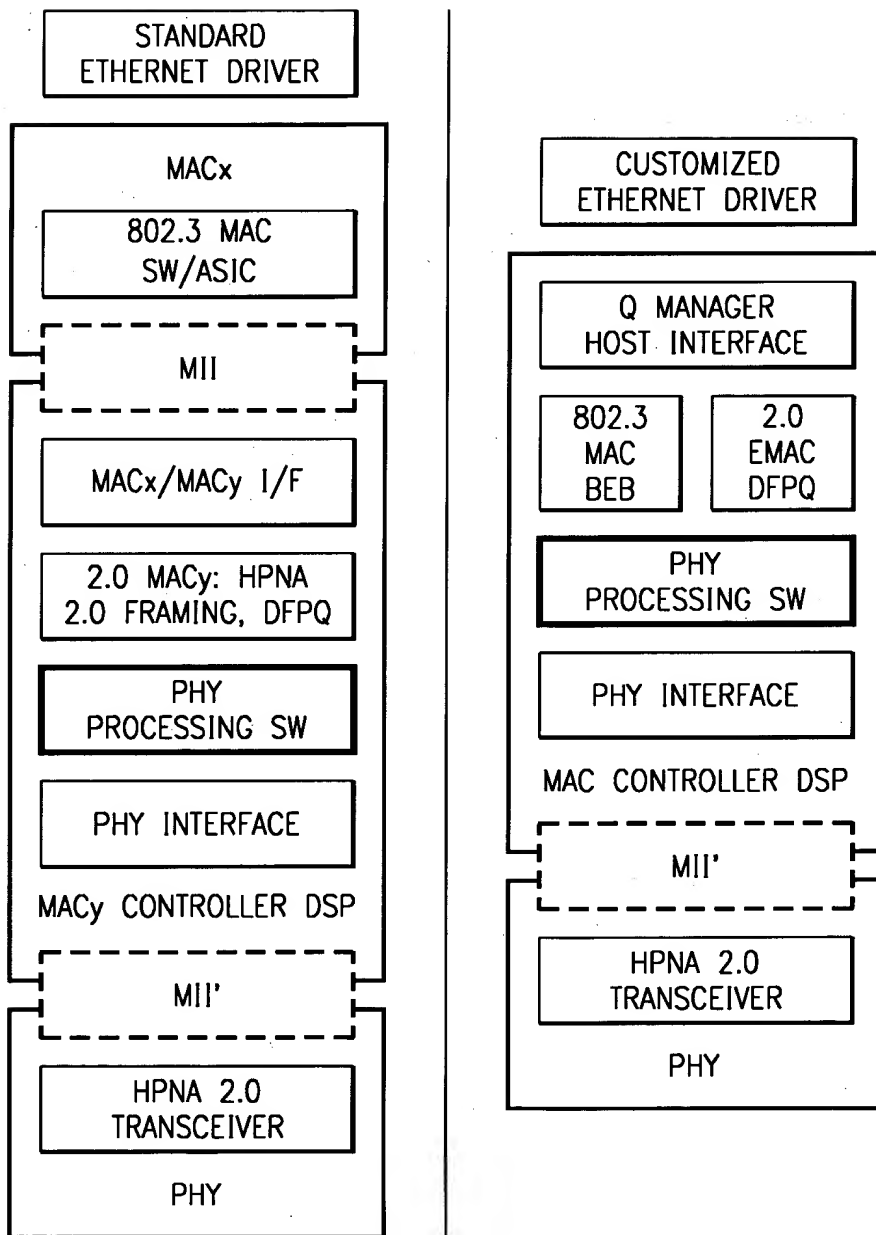 STANDARD
ETHERNET DRIVER
MACx
802.3 MAC
SW/ASIC
MII
MACx/MACy I/F
2.0 MACy: HPNA
2.0 FRAMING, DFPQ
PHY
PROCESSING SW
PHY INTERFACE
MACy CONTROLLER DSP
MII'
HPNA 2.0
TRANSCEIVER
PHY
CUSTOMIZED
ETHERNET DRIVER
Q MANAGER
HOST INTERFACE
802.3
MAC
BEB
2.0
EMAC
DFPQ
PHY
PROCESSING SW
PHY INTERFACE
MAC CONTROLLER DSP
MII'
HPNA 2.0
TRANSCEIVER
PHY